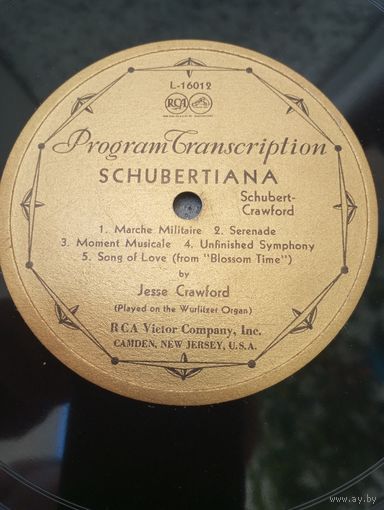 L-16012
RCA
Program Transcription
SCHUBERTIANA
Schubert-
Crawford
1. Marche Militaire 2. Serenade
3. Moment Musicale 4. Unfinished Symphony
5. Song of Love (from "Blossom Time")
by
Jesse Crawford
(Played on the Wurlitzer Organ)
RCA Victor Company, Inc.
CAMDEN, NEW JERSEY, U.S.A.
ay.by